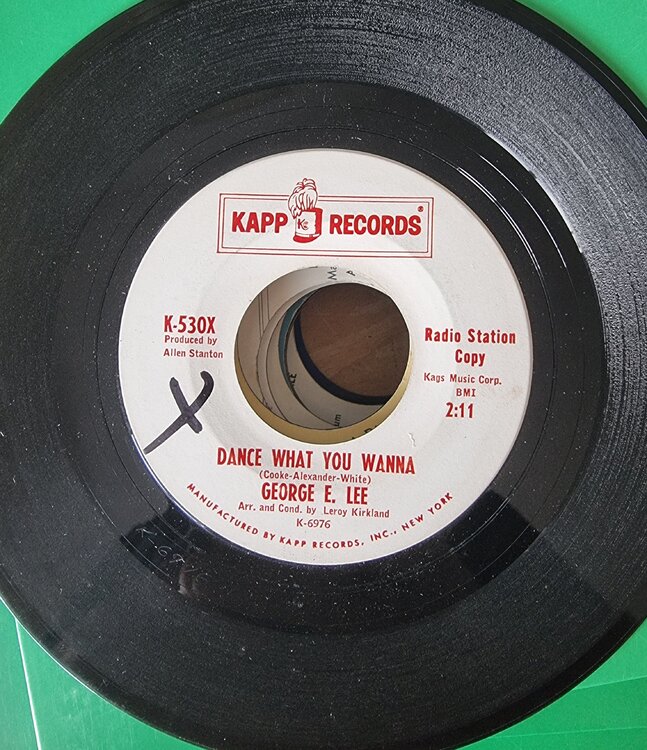 KAPP K RECORDS®
K-530X
Produced by
Allen Stanton
Radio Station
Copy
Kags Music Corp.
BMI
2:11
DANCE WHAT YOU WANNA
(Cooke-Alexander-White)
GEORGE E. LEE
Arr. and Cond. by Leroy Kirkland
K-6976
MANUFACTURED BY KAPP RECORDS, INC., NEW YORK